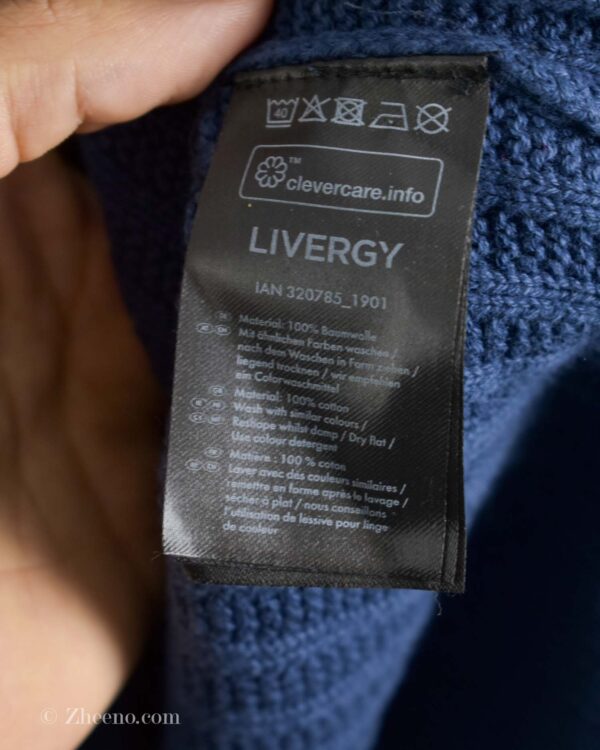 40
™
clevercare.info
LIVERGY
IAN 320785_1901
Material: 100% Baumwolle
Mit ähnlichen Farben waschen /
nach dem Waschen in Form ziehen /
liegend trocknen / wir empfehlen
ein Colorwaschmittel
Material: 100% cotton
Wash with similar colours /
Reshape whilst damp / Dry flat /
Use colour detergent
Matière : 100 % coton
Laver avec des couleurs similaires /
remettre en forme après le lavage /
sécher à plat / nous conseillons
l'utilisation de lessive pour linge
de couleur
© Zheeno.com